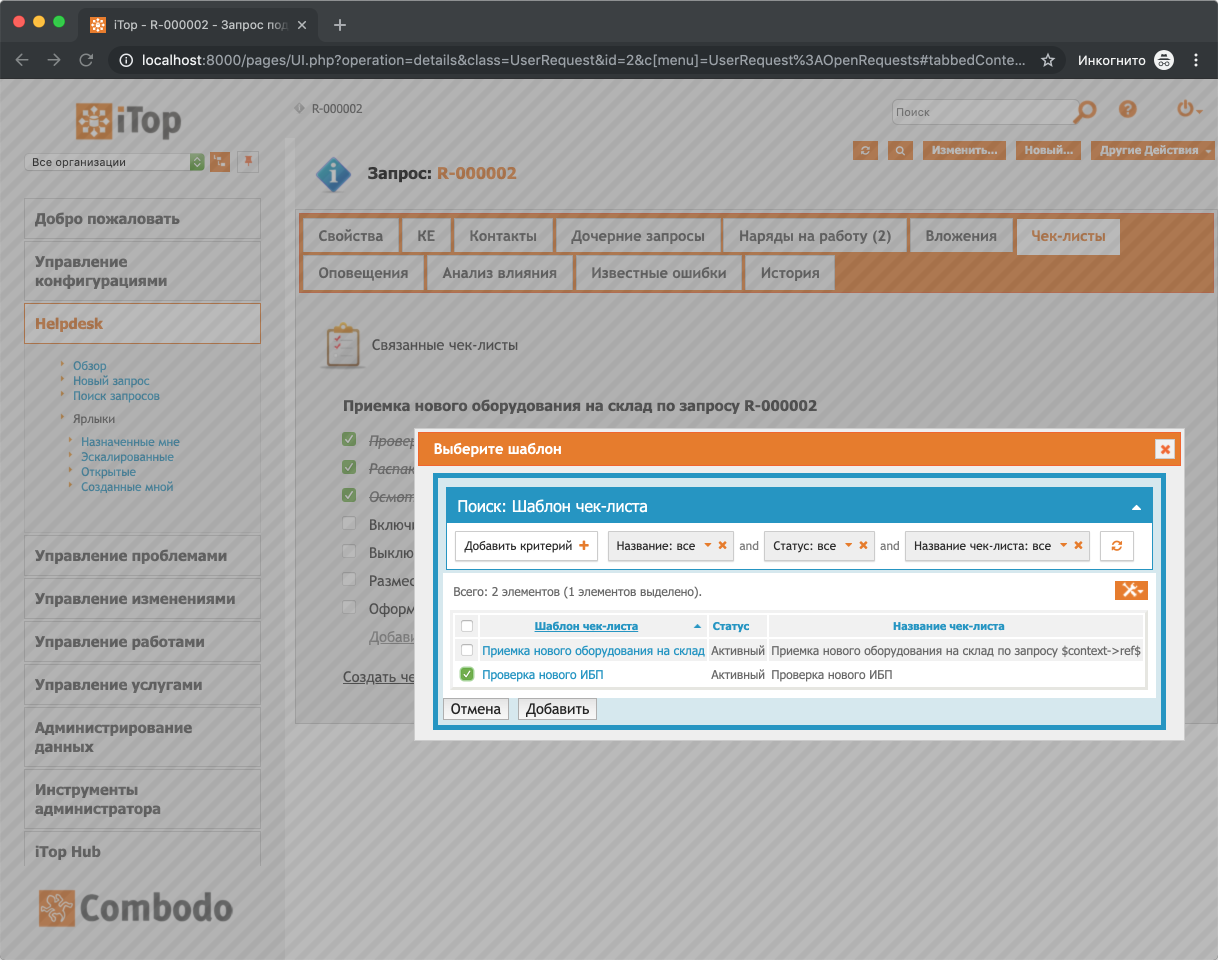 iTop - R-000002 - Запрос под
localhost:8000/pages/UI.php?operation=details&class=UserRequest&id=2&c[menu]=UserRequest%3AOpenRequests#tabbedConte...
Инкогнито
iTop
Все организации
Добро пожаловать
Управление
конфигурациями
Helpdesk
Обзор
Новый запрос
Поиск запросов
Ярлыки
Назначенные мне
Эскалированные
Открытые
Созданные мной
Управление проблемами
Управление изменениями
Управление работами
Управление услугами
Администрирование
данных
Инструменты
администратора
iTop Hub
Combodo
R-000002
Поиск
Изменить...
Новый...
Другие Действия
Запрос: R-000002
Свойства
КЕ
Контакты
Дочерние запросы
Наряды на работу (2)
Вложения
Чек-листы
Оповещения
Анализ влияния
Известные ошибки
История
Связанные чек-листы
Приемка нового оборудования на склад по запросу R-000002
Провер
Распак
Осмот
Включи
Выклю
Размес
Оформ
Добави
Создать че
Выберите шаблон
Поиск: Шаблон чек-листа
Добавить критерий
Название: все
and
Статус: все
and
Название чек-листа: все
Всего: 2 элементов (1 элементов выделено).
Шаблон чек-листа Статус Название чек-листа
Приемка нового оборудования на склад Активный Приемка нового оборудования на склад по запросу $context->ref$
Проверка нового ИБП Активный Проверка нового ИБП
Отмена
Добавить